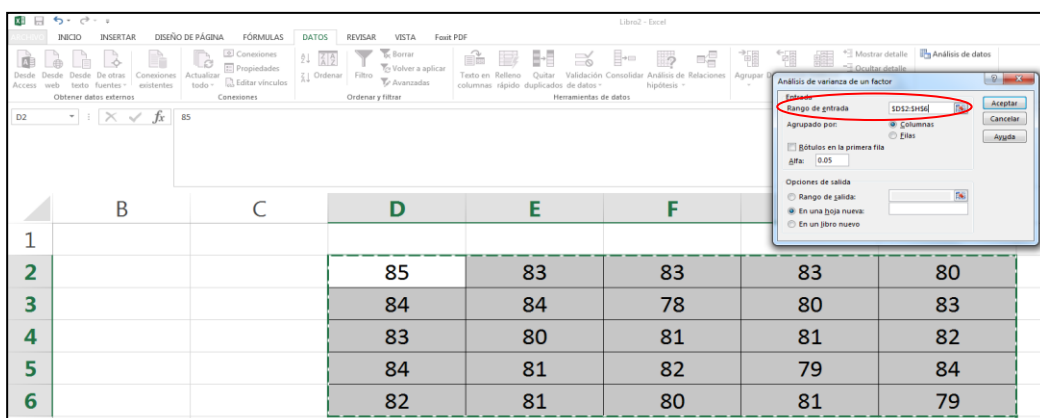 Libro2 - Excel
ARCHIVO INICIO INSERTAR DISEÑO DE PÁGINA FÓRMULAS DATOS REVISAR VISTA Foxit PDF
Desde Access
Desde web
Desde texto
De otras fuentes
Conexiones existentes
Obtener datos externos
Actualizar todo
Conexiones
Propiedades
Editar vínculos
Conexiones
Ordenar
Filtro
Borrar
Volver a aplicar
Avanzadas
Ordenar y filtrar
Texto en columnas
Relleno rápido
Quitar duplicados
Validación de datos
Consolidar
Análisis de hipótesis
Relaciones
Herramientas de datos
Agrupar
Mostrar detalle
Ocultar detalle
Análisis de datos
Análisis de varianza de un factor
Entrada
Rango de entrada $D$2:$H$6
Agrupado por: Columnas
Filas
Rótulos en la primera fila
Alfa: 0.05
Opciones de salida
Rango de salida:
En una hoja nueva:
En un libro nuevo
Aceptar
Cancelar
Ayuda
D2 fx 85
B C D E F
1
2 85 83 83 83 80
3 84 84 78 80 83
4 83 80 81 81 82
5 84 81 82 79 84
6 82 81 80 81 79